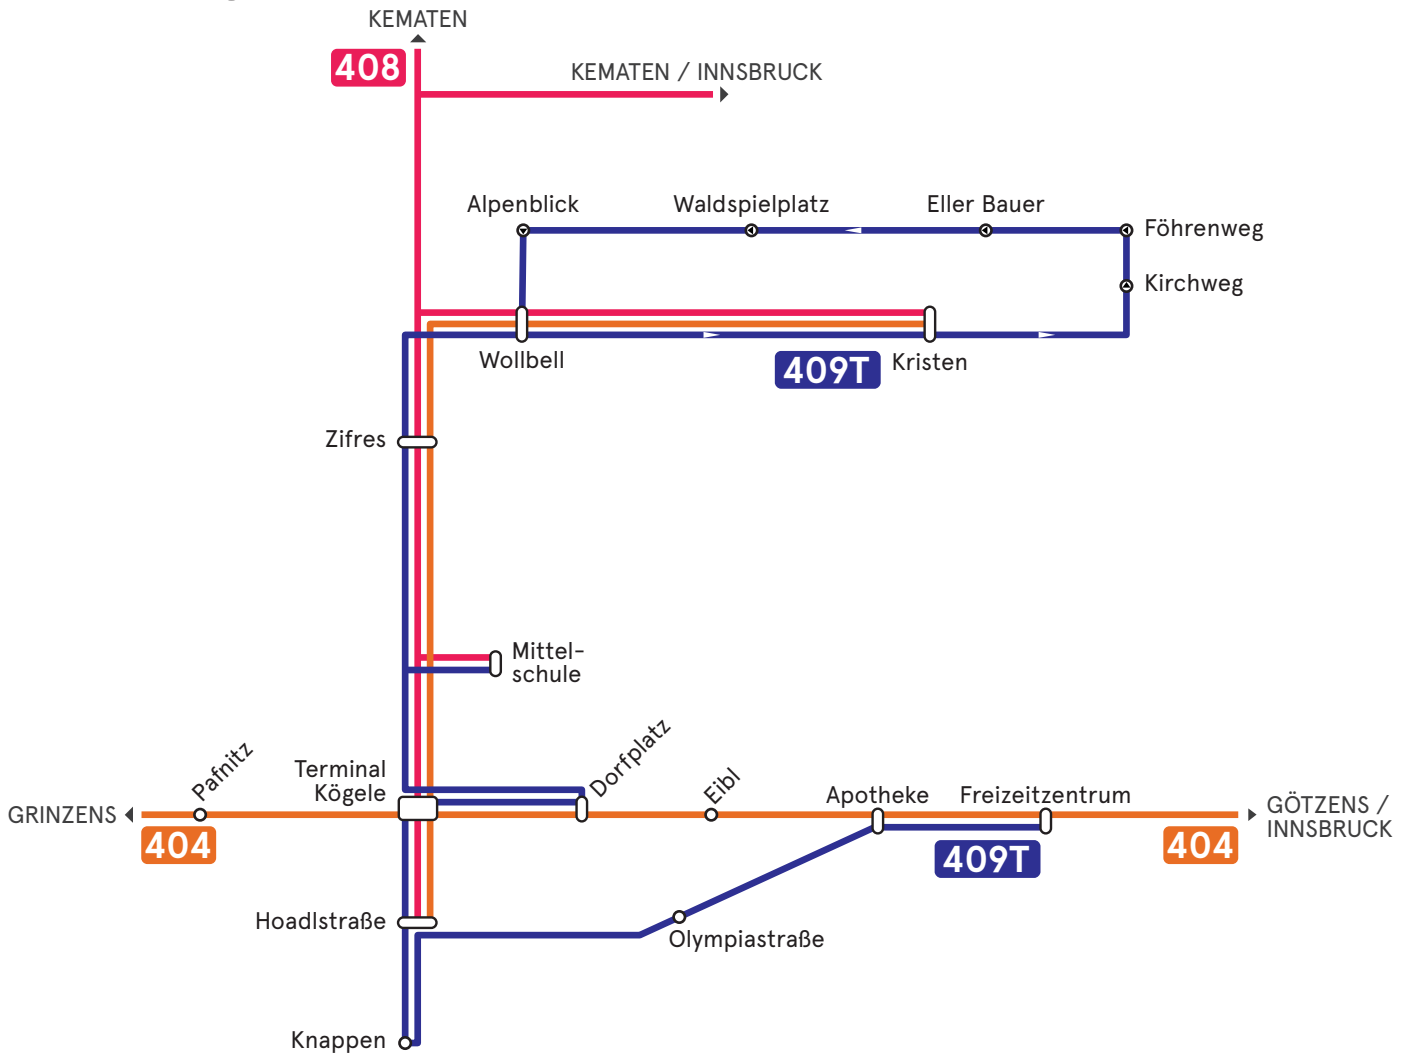 KEMATEN
408
KEMATEN / INNSBRUCK
Alpenblick
Waldspielplatz
Eller Bauer
Föhrenweg
Kirchweg
Wollbell
409T
Kristen
Zifres
Mittel-
schule
Pafnitz
Terminal
Kögele
Dorfplatz
Eibl
Apotheke
Freizeitzentrum
GRINZENS
404
409T
404
GÖTZENS /
INNSBRUCK
Hoadlstraße
Olympiastraße
Knappen